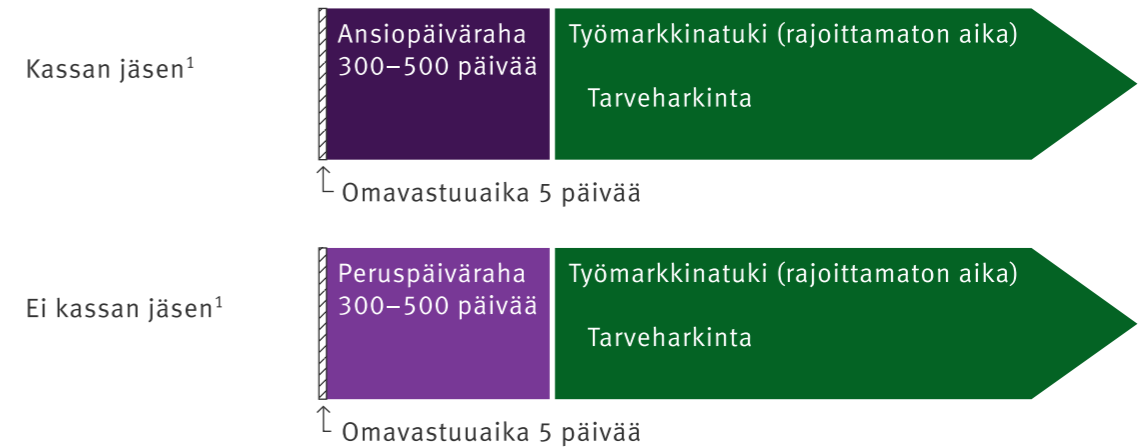 Kassan jäsen¹
Ansiopäiväraha
300–500 päivää
Työmarkkinatuki (rajoittamaton aika)
Tarveharkinta
Omavastuuaika 5 päivää
Ei kassan jäsen¹
Peruspäiväraha
300–500 päivää
Työmarkkinatuki (rajoittamaton aika)
Tarveharkinta
Omavastuuaika 5 päivää